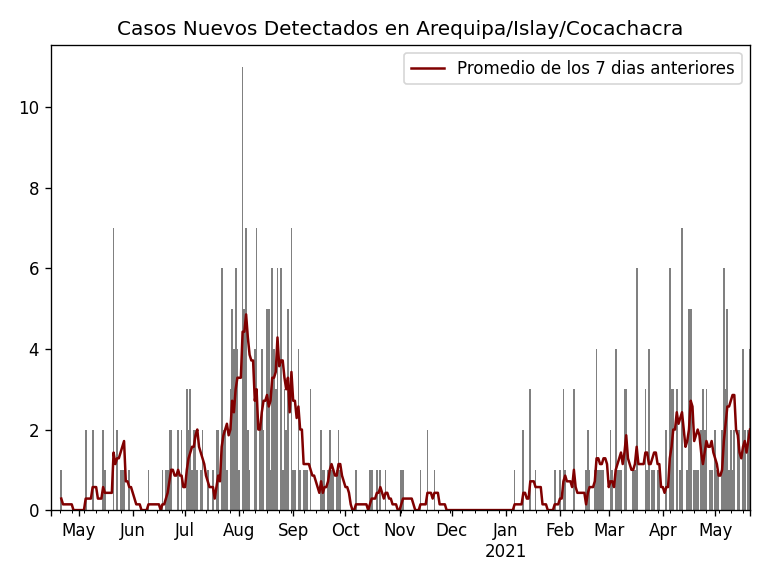 Casos Nuevos Detectados en Arequipa/Islay/Cocachacra
Promedio de los 7 dias anteriores
10
8
6
4
2
0
May Jun Jul Aug Sep Oct Nov Dec Jan Feb Mar Apr May
2021